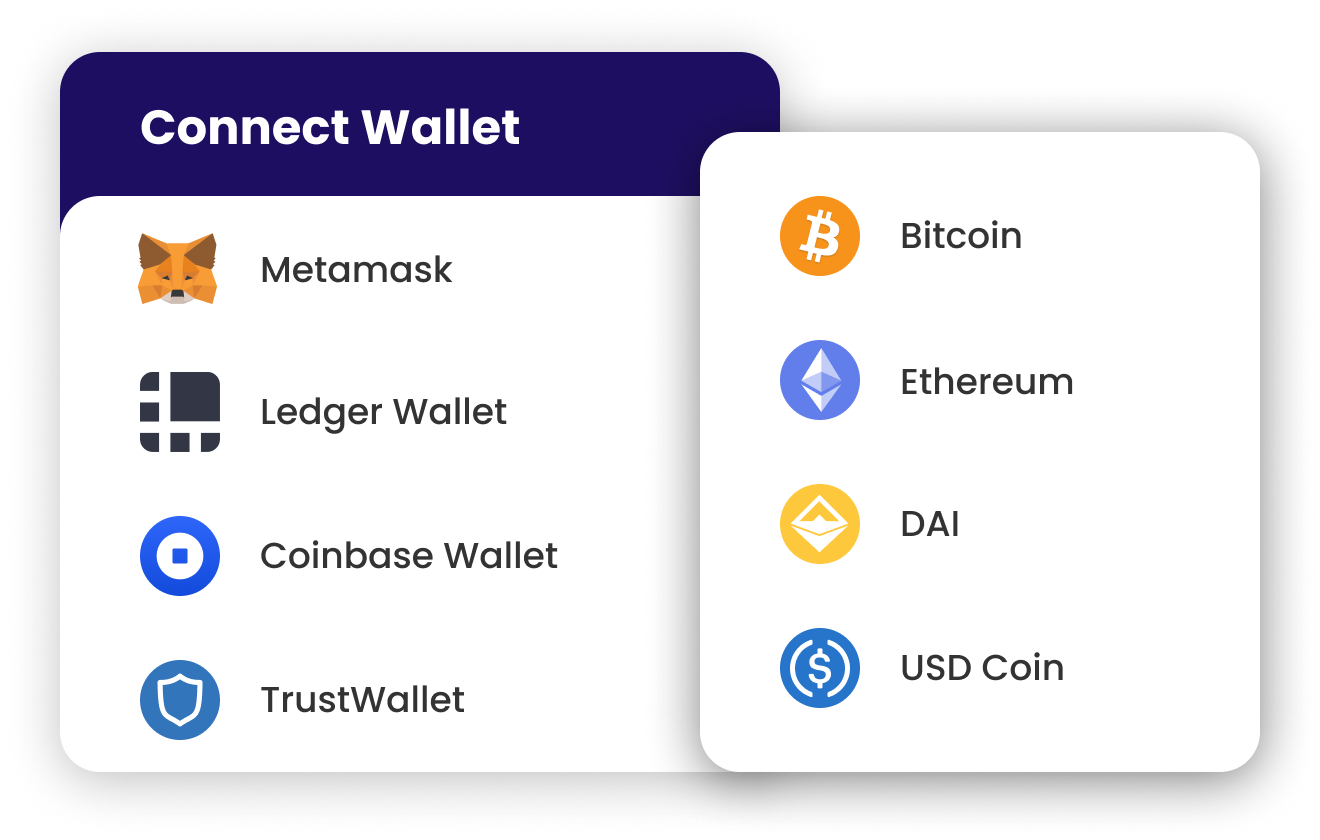 Connect Wallet
Metamask
Ledger Wallet
Coinbase Wallet
TrustWallet
Bitcoin
Ethereum
DAI
USD Coin